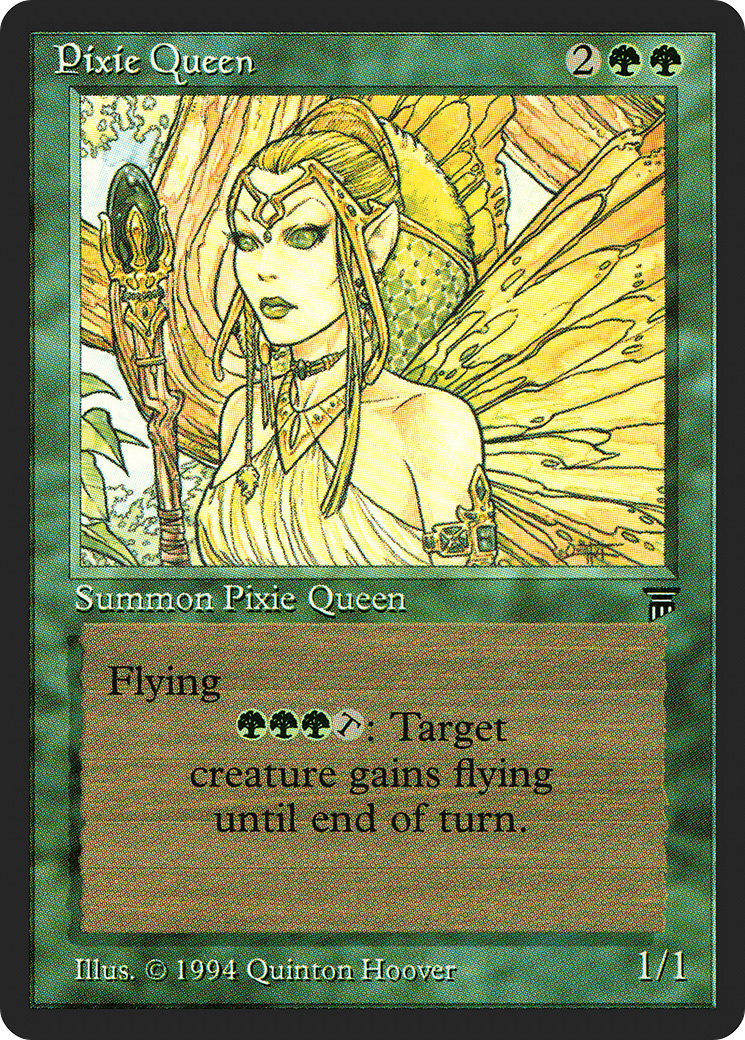 Pixie Queen 2
Summon Pixie Queen
Flying
T: Target
creature gains flying
until end of turn.
Illus. © 1994 Quinton Hoover 1/1